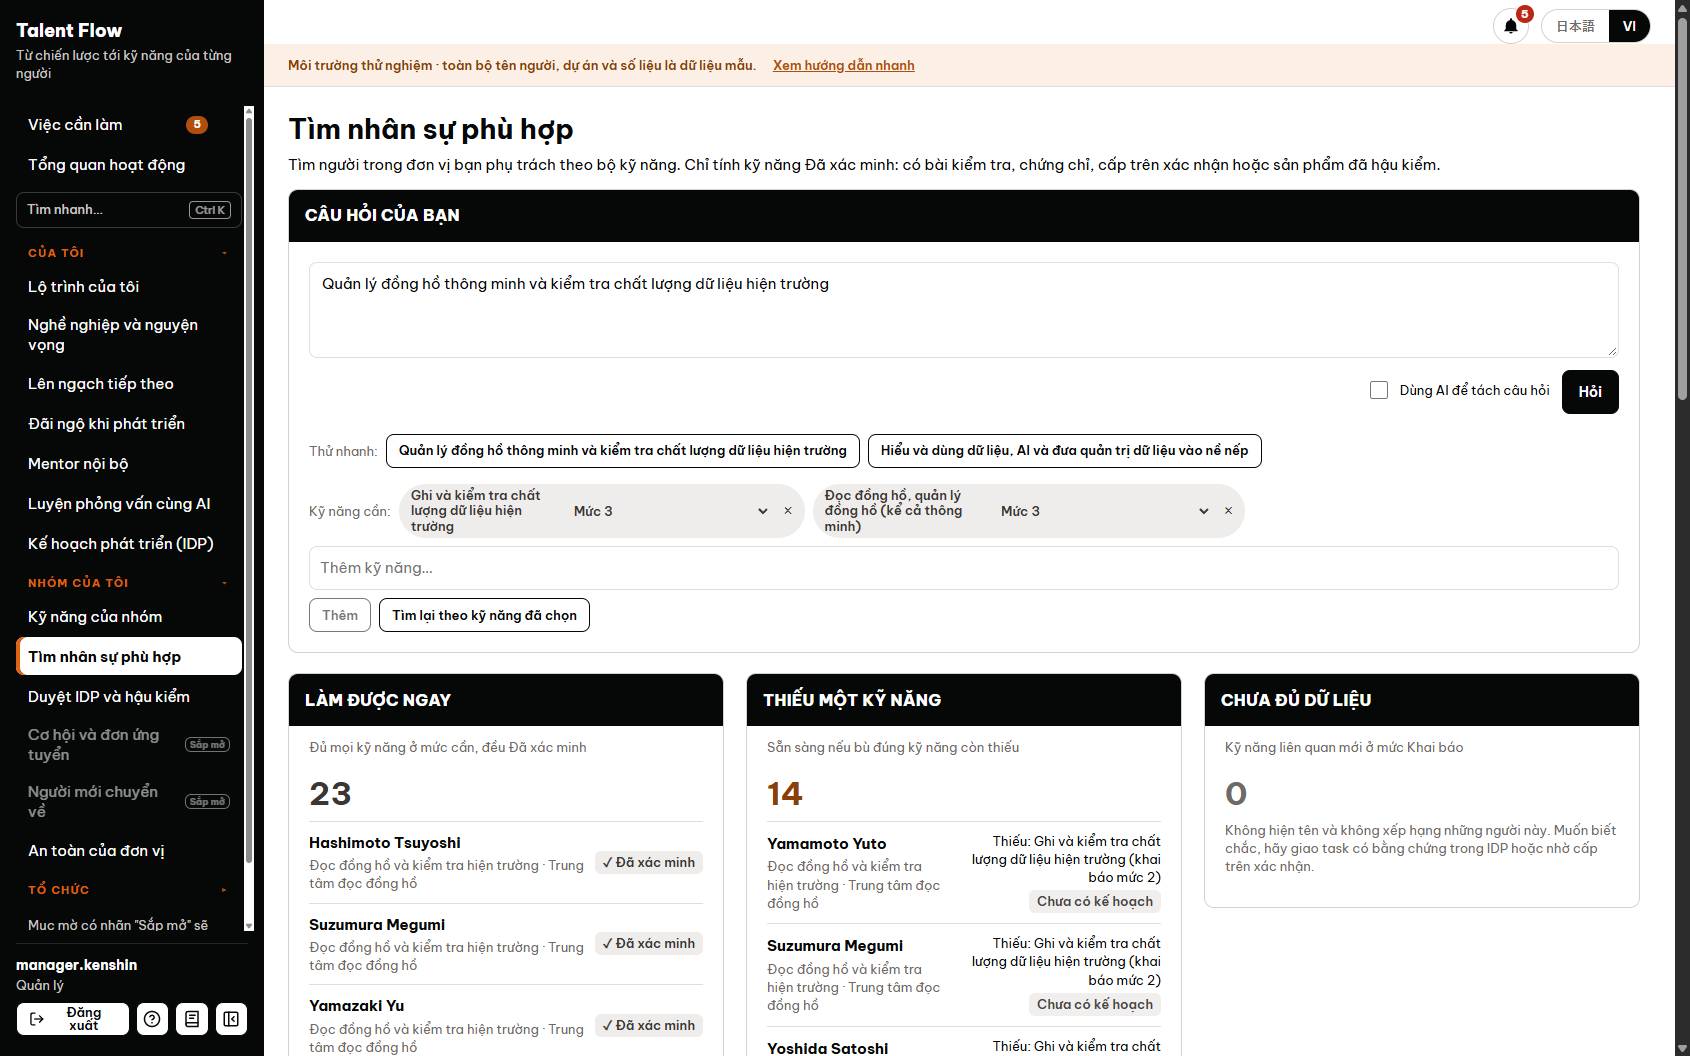 Talent Flow
Từ chiến lược tới kỹ năng của từng
người
Việc cần làm
5
Tổng quan hoạt động
Tìm nhanh...
Ctrl K
CỦA TÔI
Lộ trình của tôi
Nghề nghiệp và nguyện
vọng
Lên ngạch tiếp theo
Đãi ngộ khi phát triển
Mentor nội bộ
Luyện phỏng vấn cùng AI
Kế hoạch phát triển (IDP)
NHÓM CỦA TÔI
Kỹ năng của nhóm
Tìm nhân sự phù hợp
Duyệt IDP và hậu kiểm
Cơ hội và đơn ứng
tuyển
Sắp mở
Người mới chuyển
về
Sắp mở
An toàn của đơn vị
TỔ CHỨC
Mục mờ có nhãn "Sắp mở" sẽ
manager.kenshin
Quản lý
Đăng
xuất
5
日本語
VI
Môi trường thử nghiệm · toàn bộ tên người, dự án và số liệu là dữ liệu mẫu.
Xem hướng dẫn nhanh
Tìm nhân sự phù hợp
Tìm người trong đơn vị bạn phụ trách theo bộ kỹ năng. Chỉ tính kỹ năng Đã xác minh: có bài kiểm tra, chứng chỉ, cấp trên xác nhận hoặc sản phẩm đã hậu kiểm.
CÂU HỎI CỦA BẠN
Quản lý đồng hồ thông minh và kiểm tra chất lượng dữ liệu hiện trường
Dùng AI để tách câu hỏi
Hỏi
Thử nhanh:
Quản lý đồng hồ thông minh và kiểm tra chất lượng dữ liệu hiện trường
Hiểu và dùng dữ liệu, AI và đưa quản trị dữ liệu vào nề nếp
Kỹ năng cần:
Ghi và kiểm tra chất
lượng dữ liệu hiện
trường
Mức 3
×
Đọc đồng hồ, quản lý
đồng hồ (kể cả thông
minh)
Mức 3
×
Thêm kỹ năng...
Thêm
Tìm lại theo kỹ năng đã chọn
LÀM ĐƯỢC NGAY
Đủ mọi kỹ năng ở mức cần, đều Đã xác minh
23
Hashimoto Tsuyoshi
Đọc đồng hồ và kiểm tra hiện trường · Trung
tâm đọc đồng hồ
✓ Đã xác minh
Suzumura Megumi
Đọc đồng hồ và kiểm tra hiện trường · Trung
tâm đọc đồng hồ
✓ Đã xác minh
Yamazaki Yu
Đọc đồng hồ và kiểm tra hiện trường · Trung
tâm đọc đồng hồ
✓ Đã xác minh
THIẾU MỘT KỸ NĂNG
Sẵn sàng nếu bù đúng kỹ năng còn thiếu
14
Yamamoto Yuto
Đọc đồng hồ và kiểm tra
hiện trường · Trung tâm đọc
đồng hồ
Thiếu: Ghi và kiểm tra chất
lượng dữ liệu hiện trường (khai
báo mức 2)
Chưa có kế hoạch
Suzumura Megumi
Đọc đồng hồ và kiểm tra
hiện trường · Trung tâm đọc
đồng hồ
Thiếu: Ghi và kiểm tra chất
lượng dữ liệu hiện trường (khai
báo mức 2)
Chưa có kế hoạch
Yoshida Satoshi
Thiếu: Ghi và kiểm tra chất
CHƯA ĐỦ DỮ LIỆU
Kỹ năng liên quan mới ở mức Khai báo
0
Không hiện tên và không xếp hạng những người này. Muốn biết
chắc, hãy giao task có bằng chứng trong IDP hoặc nhờ cấp
trên xác nhận.